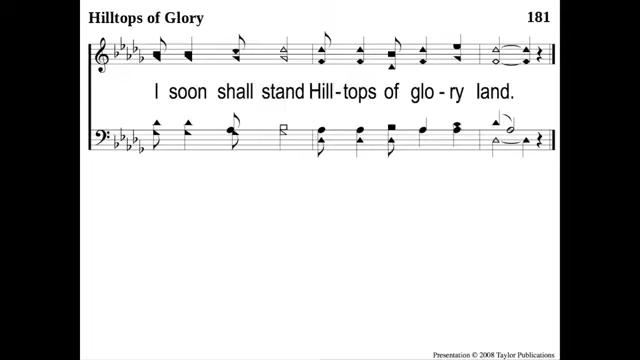 Hilltops of Glory 181
I soon shall stand Hill-tops of glo-ry land.
Presentation © 2008 Taylor Publications